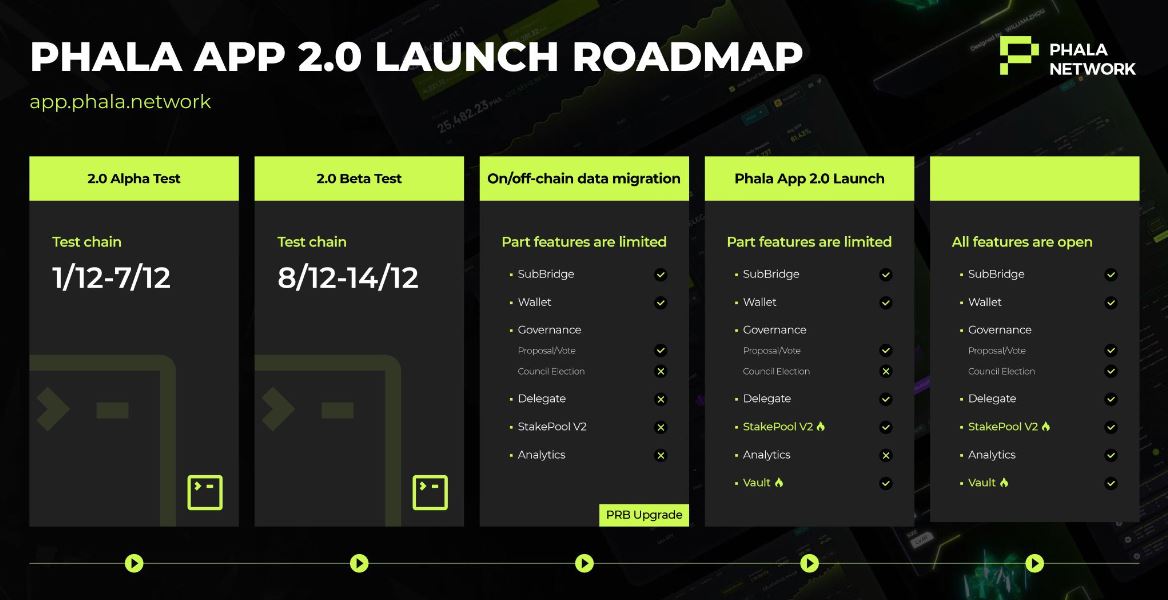 PHALA APP 2.0 LAUNCH ROADMAP
app.phala.network
PHALA
NETWORK
25,482.23
2.0 Alpha Test
Test chain
1/12-7/12
2.0 Beta Test
Test chain
8/12-14/12
On/off-chain data migration
Part features are limited
SubBridge
Wallet
Governance
Proposal/Vote
Council Election
Delegate
StakePool V2
Analytics
PRB Upgrade
Phala App 2.0 Launch
Part features are limited
SubBridge
Wallet
Governance
Proposal/Vote
Council Election
Delegate
StakePool V2
Analytics
Vault
All features are open
SubBridge
Wallet
Governance
Proposal/Vote
Council Election
Delegate
StakePool V2
Analytics
Vault